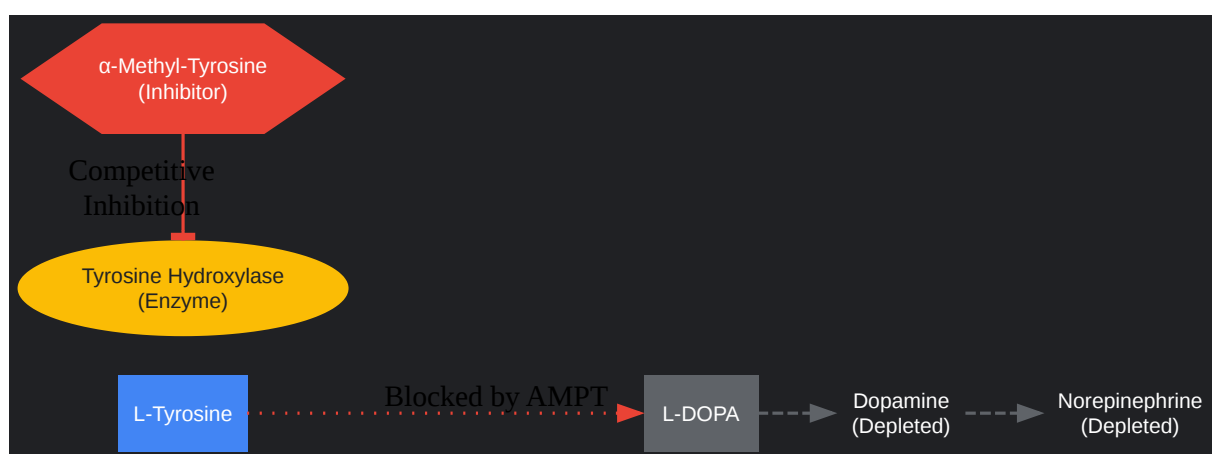 α-Methyl-Tyrosine
(Inhibitor)
Competitive
Inhibition
Tyrosine Hydroxylase
(Enzyme)
L-Tyrosine
Blocked by AMPT
L-DOPA
Dopamine
(Depleted)
Norepinephrine
(Depleted)